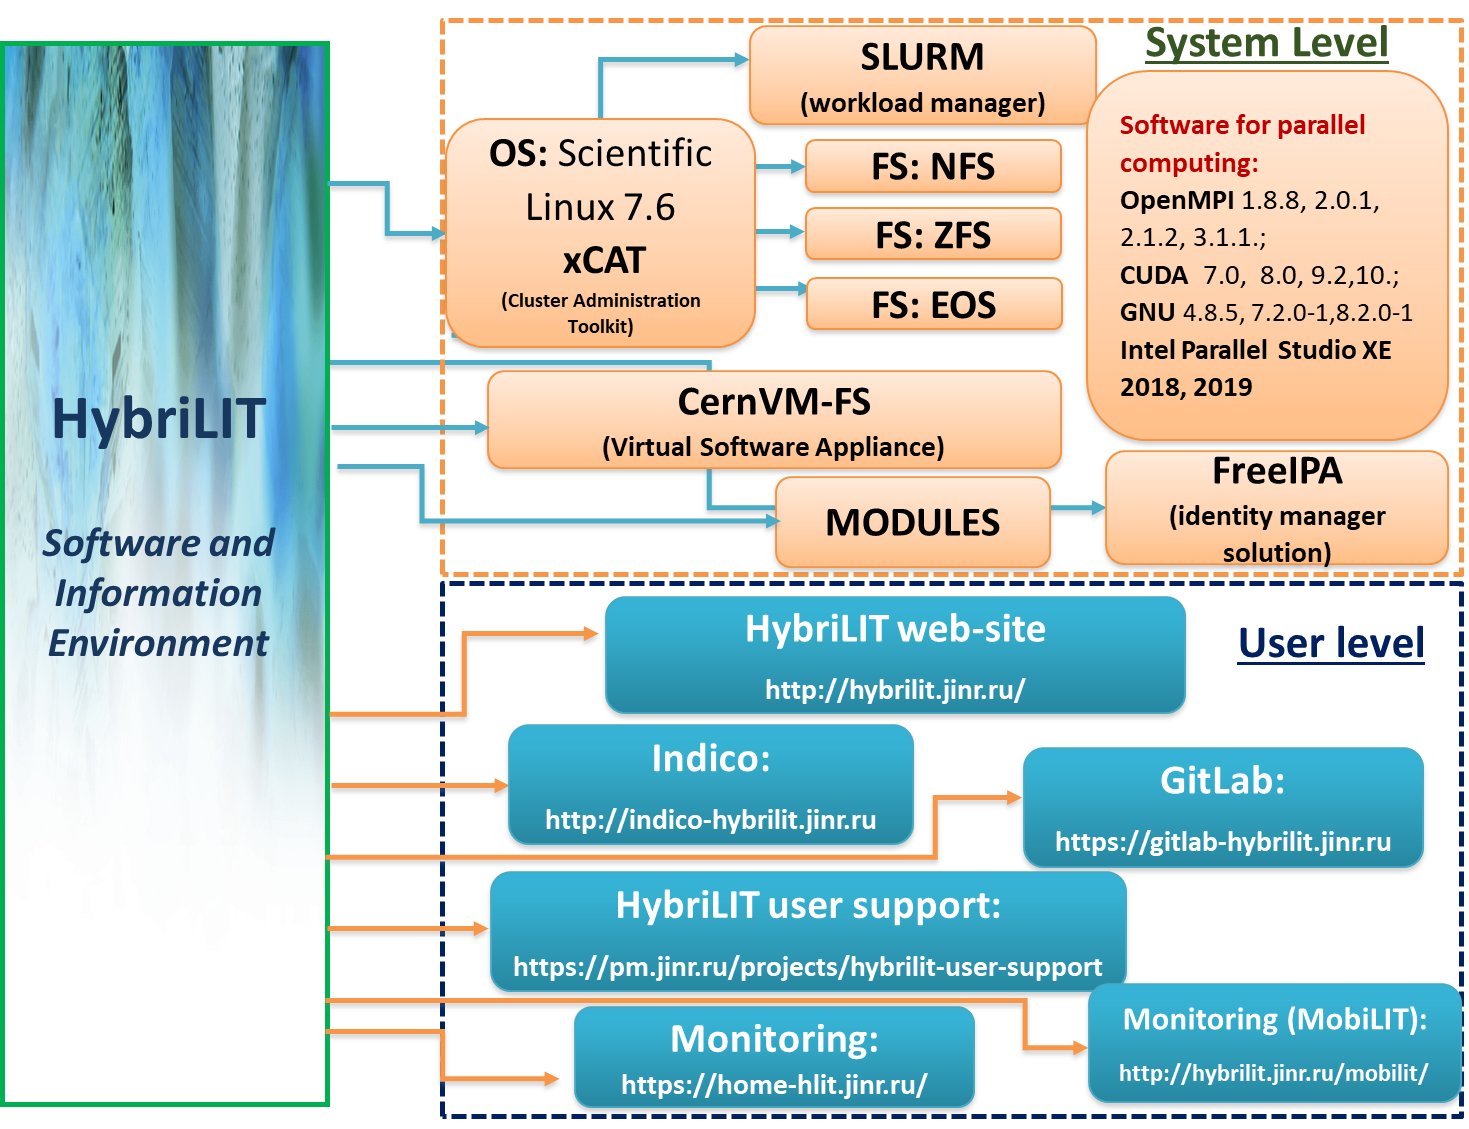 HybriLIT
Software and
Information
Environment
System Level
SLURM
(workload manager)
OS: Scientific
Linux 7.6
xCAT
(Cluster Administration
Toolkit)
FS: NFS
FS: ZFS
FS: EOS
Software for parallel
computing:
OpenMPI 1.8.8, 2.0.1,
2.1.2, 3.1.1.;
CUDA 7.0, 8.0, 9.2,10.;
GNU 4.8.5, 7.2.0-1,8.2.0-1
Intel Parallel Studio XE
2018, 2019
CernVM-FS
(Virtual Software Appliance)
MODULES
FreeIPA
(identity manager
solution)
User level
HybriLIT web-site
http://hybrilit.jinr.ru/
Indico:
http://indico-hybrilit.jinr.ru
GitLab:
https://gitlab-hybrilit.jinr.ru
HybriLIT user support:
https://pm.jinr.ru/projects/hybrilit-user-support
Monitoring:
https://home-hlit.jinr.ru/
Monitoring (MobiLIT):
http://hybrilit.jinr.ru/mobilit/